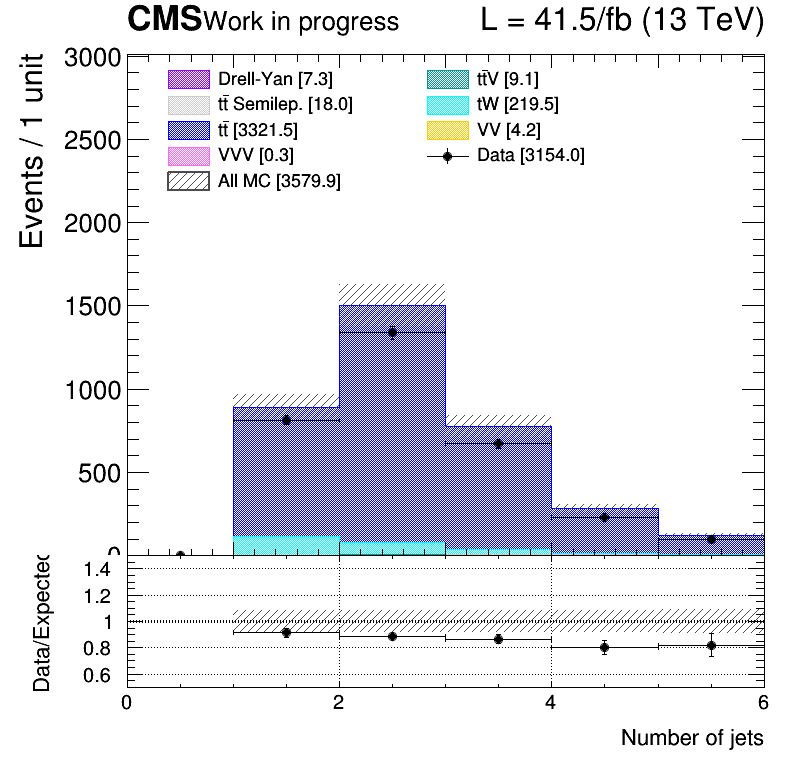 CMS Work in progress L = 41.5/fb (13 TeV)
Events / 1 unit
3000
2500
2000
1500
1000
500
0
Drell-Yan [7.3]
tt̄ Semilep. [18.0]
tt̄ [3321.5]
VVV [0.3]
All MC [3579.9]
tt̄V [9.1]
tW [219.5]
VV [4.2]
Data [3154.0]
Data/Expected
1.4
1.2
1
0.8
0.6
0 2 4 6
Number of jets